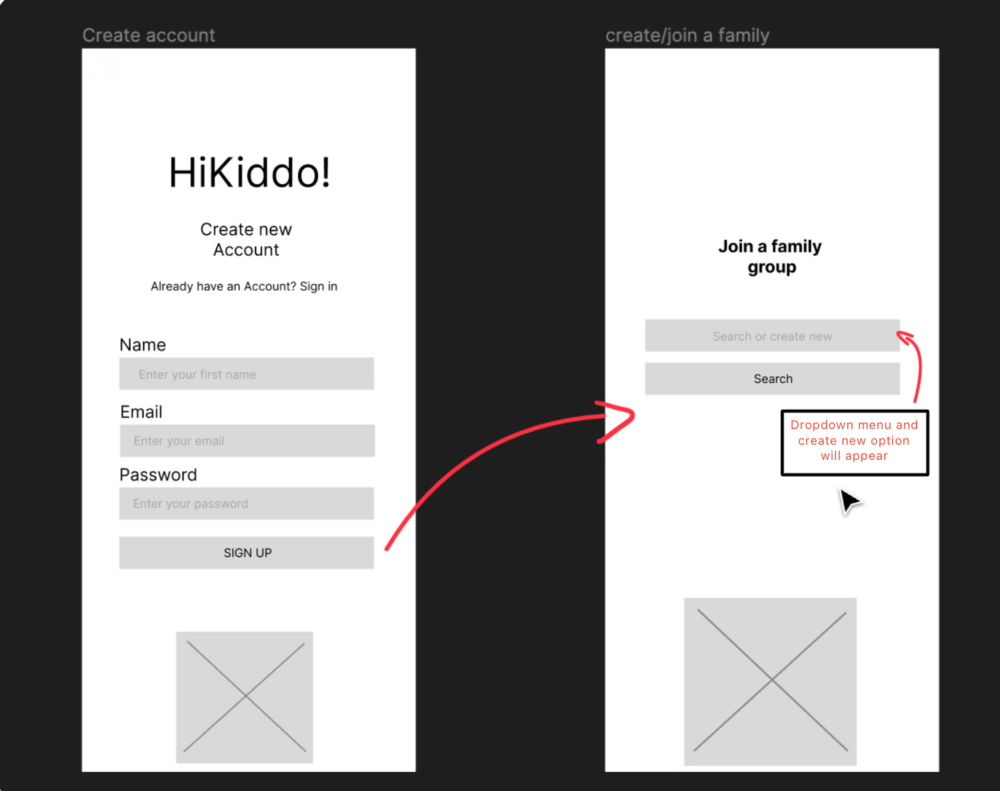 Create account
HiKiddo!
Create new
Account
Already have an Account? Sign in
Name
Enter your first name
Email
Enter your email
Password
Enter your password
SIGN UP
create/join a family
Join a family
group
Search or create new
Search
Dropdown menu and
create new option
will appear